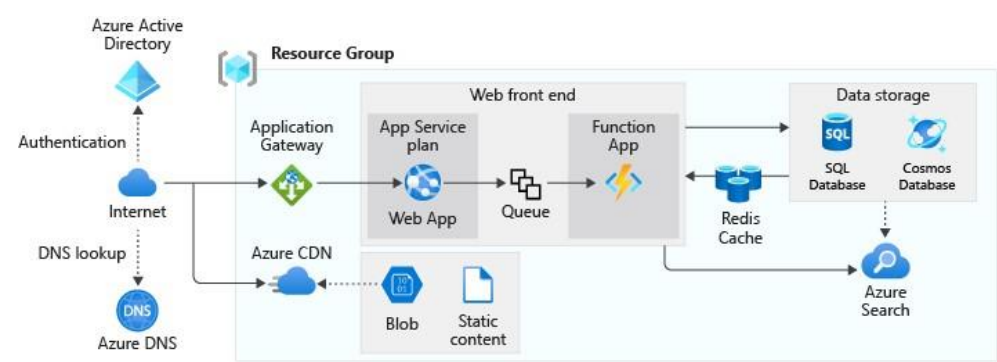 Azure Active
Directory
Resource Group
Authentication
Internet
DNS lookup
DNS
Azure DNS
Application
Gateway
Azure CDN
Web front end
App Service
plan
Web App
Queue
Function
App
10
01
Blob
Static
content
Redis
Cache
Data storage
SQL
SQL
Database
Cosmos
Database
Azure
Search